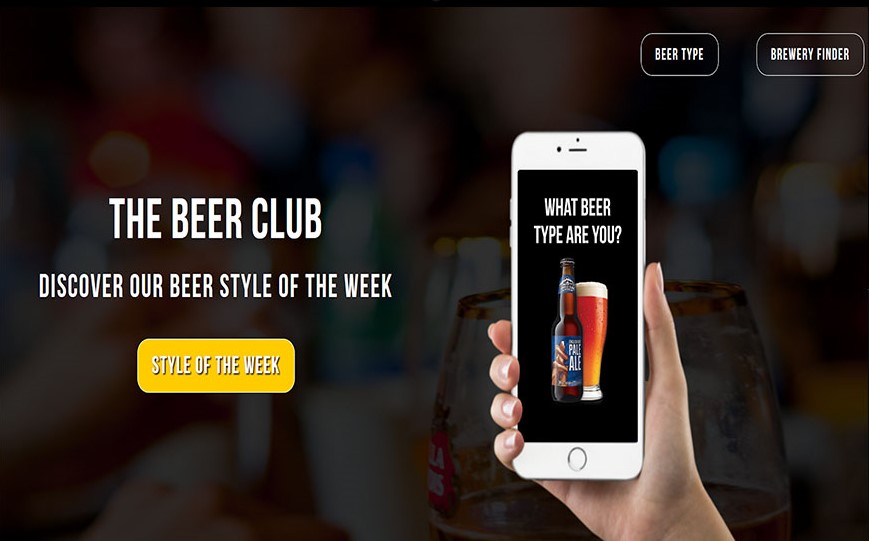 BEER TYPE
BREWERY FINDER
THE BEER CLUB
DISCOVER OUR BEER STYLE OF THE WEEK
STYLE OF THE WEEK
WHAT BEER
TYPE ARE YOU?
PALE
ALE